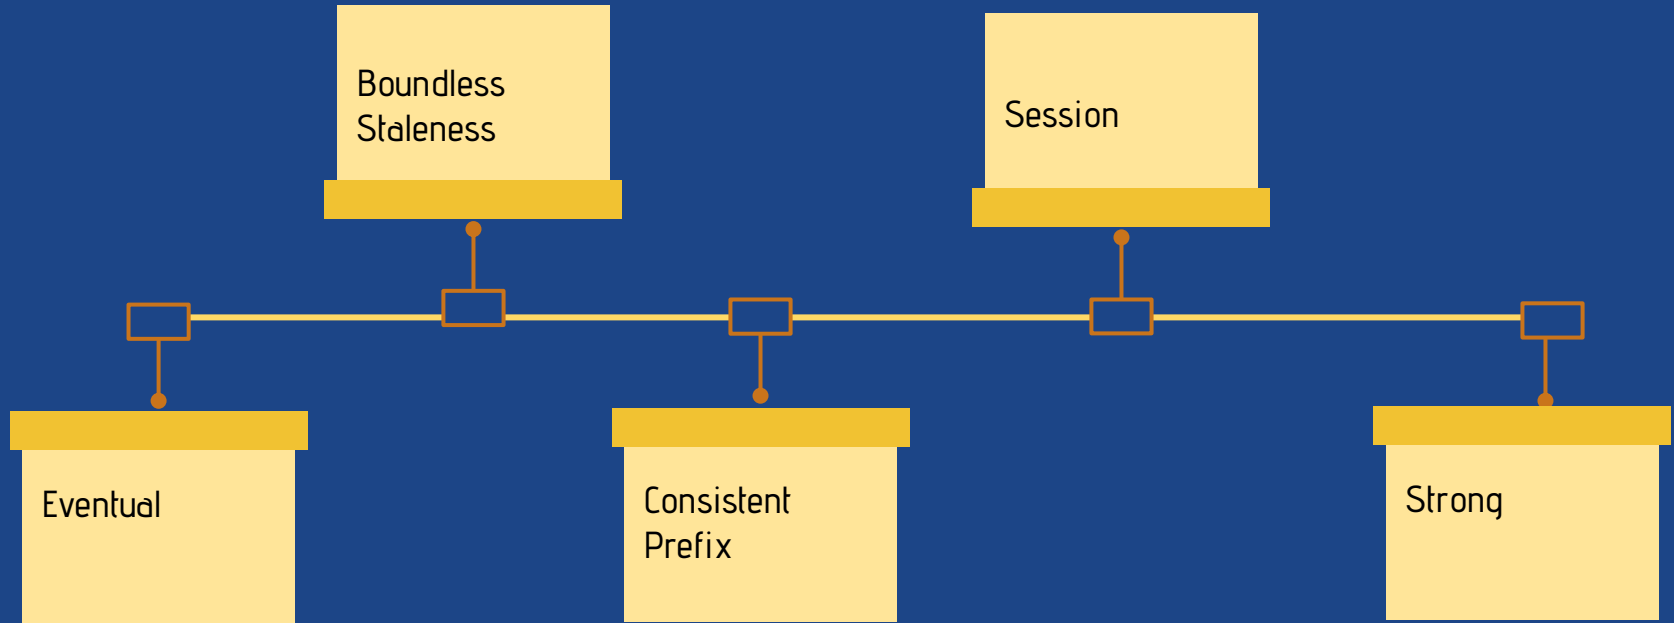 Boundless
Staleness
Session
Eventual
Consistent
Prefix
Strong